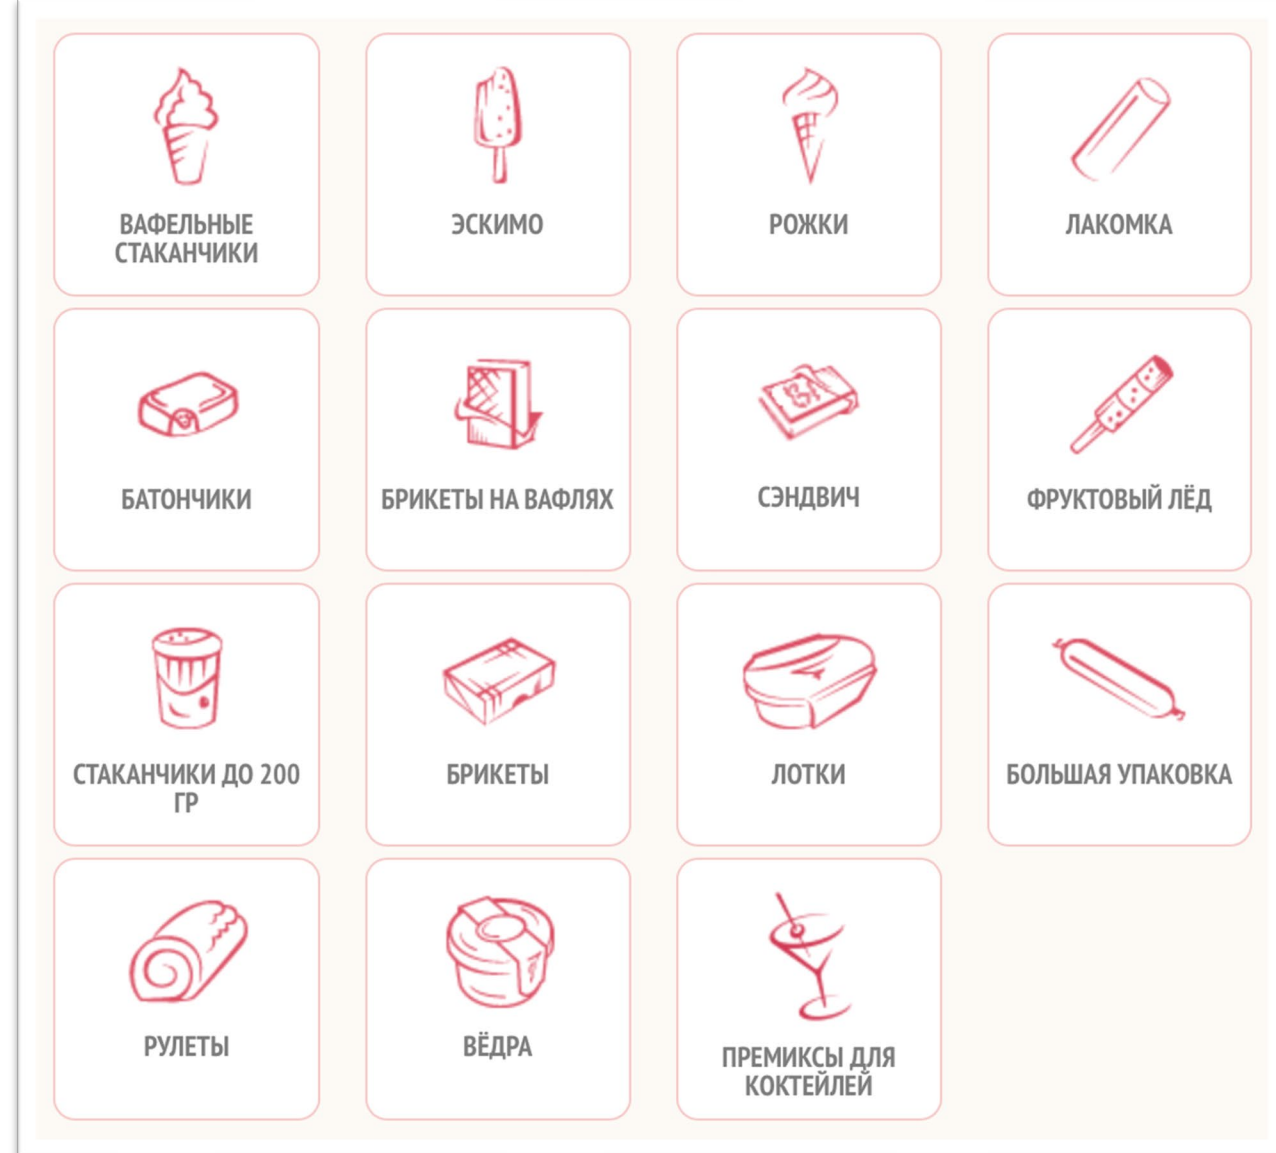 ВАФЕЛЬНЫЕ
СТАКАНЧИКИ
ЭСКИМО
РОЖКИ
ЛАКОМКА
БАТОНЧИКИ
БРИКЕТЫ НА ВАФЛЯХ
СЭНДВИЧ
ФРУКТОВЫЙ ЛЁД
СТАКАНЧИКИ ДО 200
ГР
БРИКЕТЫ
ЛОТКИ
БОЛЬШАЯ УПАКОВКА
РУЛЕТЫ
ВЁДРА
ПРЕМИКСЫ ДЛЯ
КОКТЕЙЛЕЙ